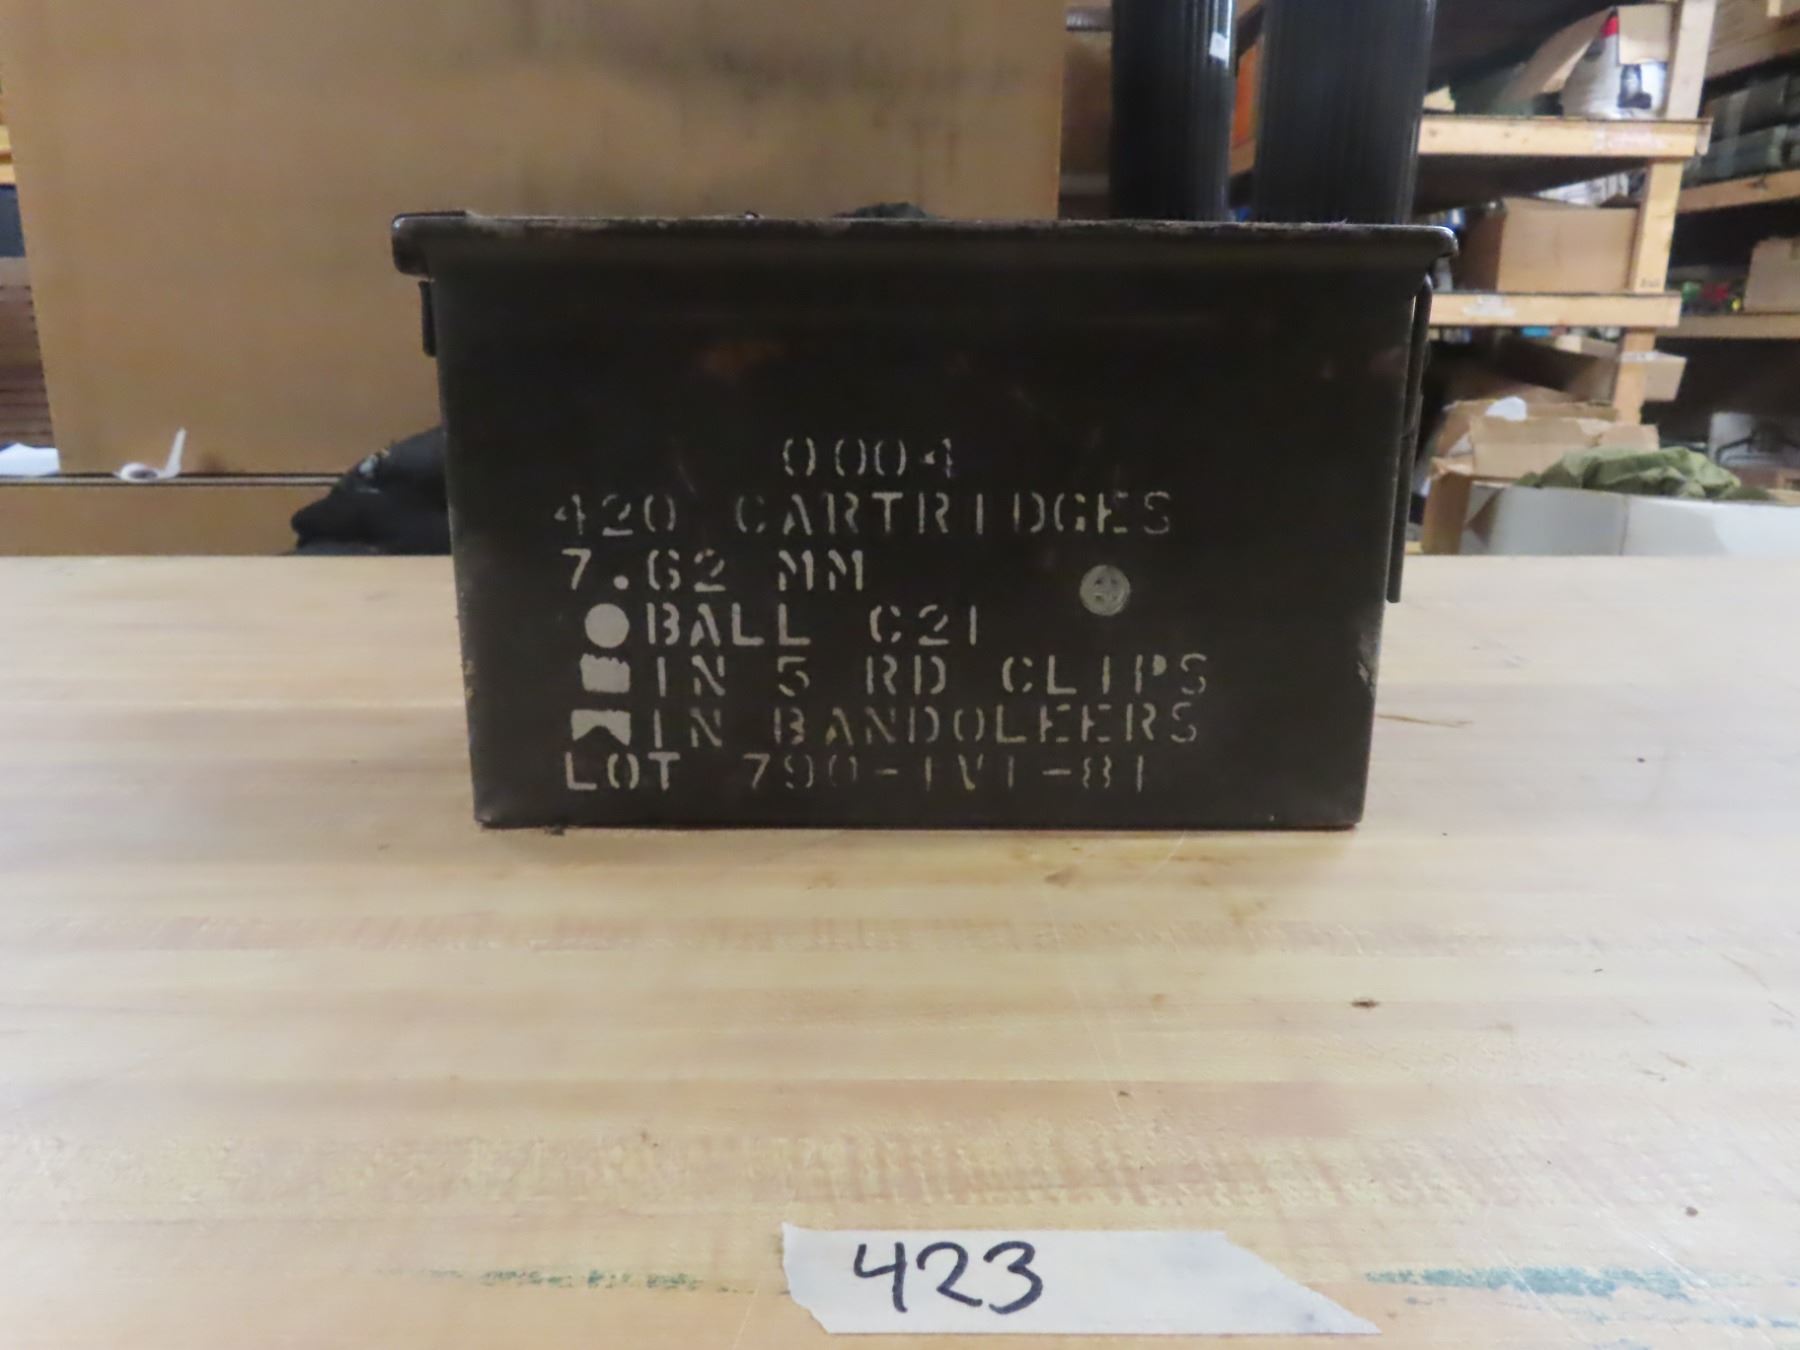 0004
420 CARTRIDGES
7.62 MM
BALL C21
IN 5 RD CLIPS
IN BANDOLEERS
LOT 790-IVI-81
423